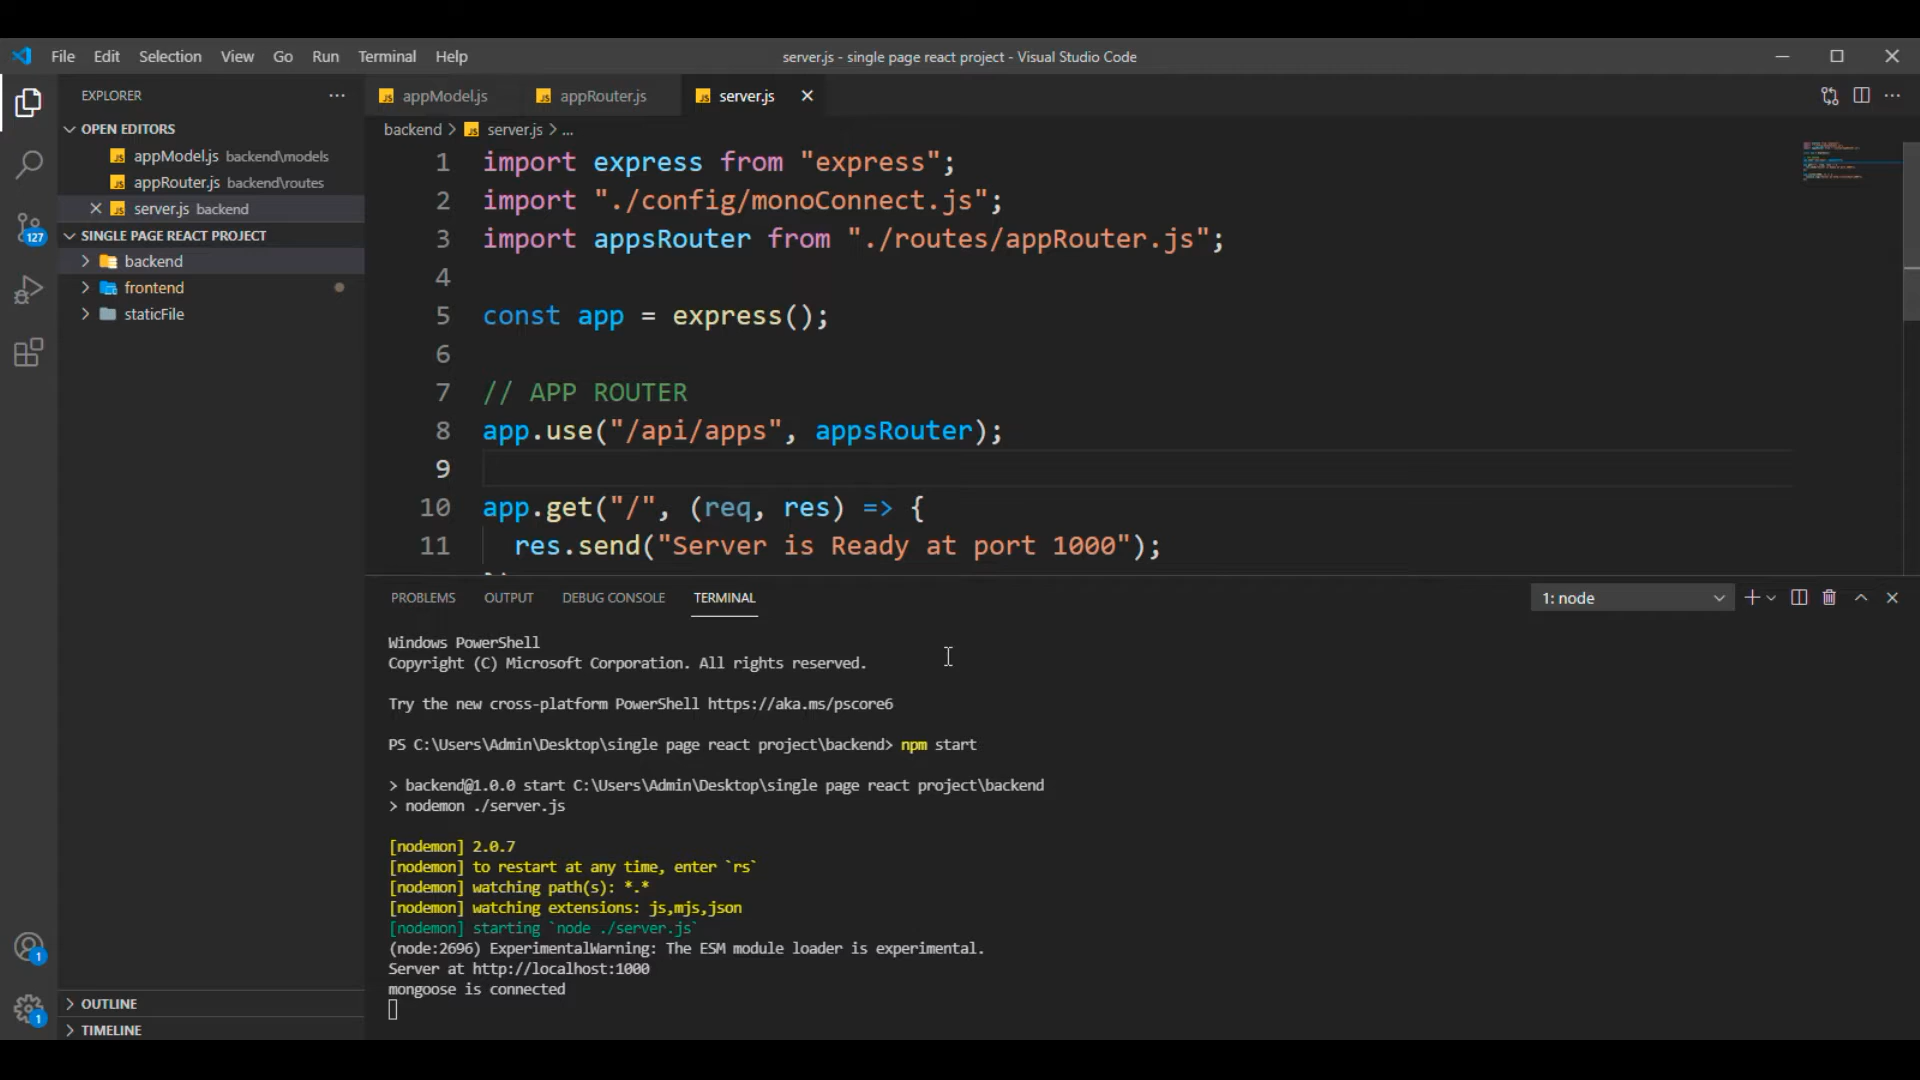 File Edit Selection View Go Run Terminal Help
server.js - single page react project - Visual Studio Code
EXPLORER
OPEN EDITORS
JS appModel.js backend\models
JS appRouter.js backend\routes
JS server.js backend
SINGLE PAGE REACT PROJECT
backend
frontend
staticFile
127
1
1
OUTLINE
TIMELINE
JS appModel.js JS appRouter.js JS server.js
backend > JS server.js > ...
1 import express from "express";
2 import "./config/monoConnect.js";
3 import appsRouter from "./routes/appRouter.js";
4
5 const app = express();
6
7 // APP ROUTER
8 app.use("/api/apps", appsRouter);
9
10 app.get("/", (req, res) => {
11 res.send("Server is Ready at port 1000");
PROBLEMS OUTPUT DEBUG CONSOLE TERMINAL 1: node
Windows PowerShell
Copyright (C) Microsoft Corporation. All rights reserved.
Try the new cross-platform PowerShell https://aka.ms/pscore6
PS C:\Users\Admin\Desktop\single page react project\backend> npm start
> backend@1.0.0 start C:\Users\Admin\Desktop\single page react project\backend
> nodemon ./server.js
[nodemon] 2.0.7
[nodemon] to restart at any time, enter `rs`
[nodemon] watching path(s): *.*
[nodemon] watching extensions: js,mjs,json
[nodemon] starting `node ./server.js`
(node:2696) ExperimentalWarning: The ESM module loader is experimental.
Server at http://localhost:1000
mongoose is connected